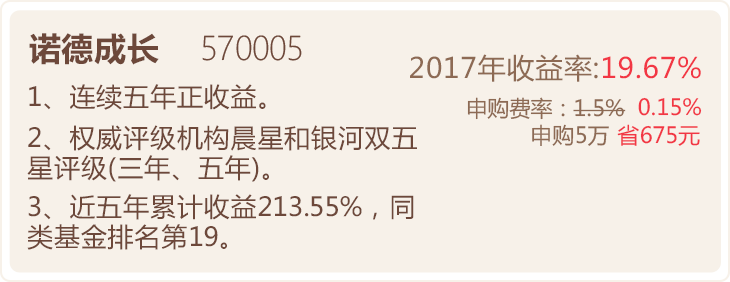 诺德成长 570005
2017年收益率:19.67%
申购费率：1.5% 0.15%
申购5万 省675元
1、连续五年正收益。
2、权威评级机构晨星和银河双五
星评级(三年、五年)。
3、近五年累计收益213.55%，同
类基金排名第19。